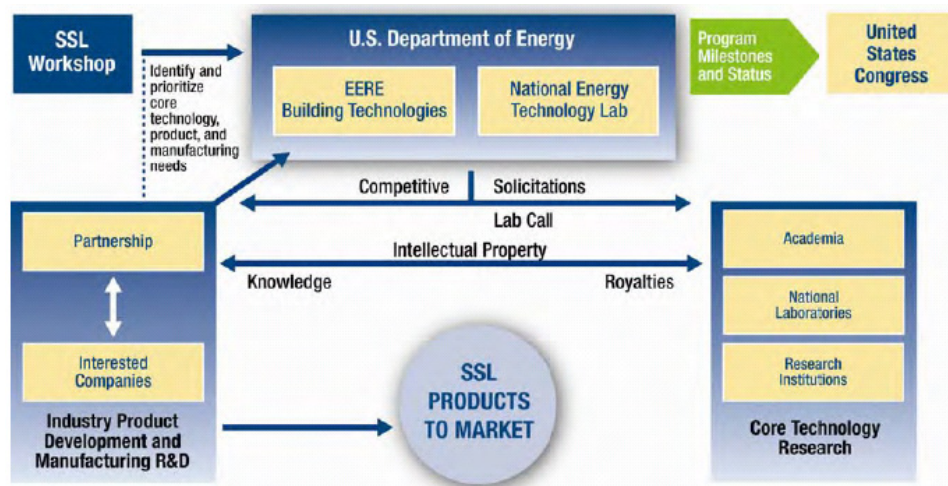 SSL
Workshop
Identify and
prioritize
core
technology,
product, and
manufacturing
needs
U.S. Department of Energy
EERE
Building Technologies
National Energy
Technology Lab
Program
Milestones
and Status
United
States
Congress
Competitive
Solicitations
Lab Call
Intellectual Property
Knowledge
Royalties
Partnership
Interested
Companies
Industry Product
Development and
Manufacturing R&D
SSL
PRODUCTS
TO MARKET
Academia
National
Laboratories
Research
Institutions
Core Technology
Research